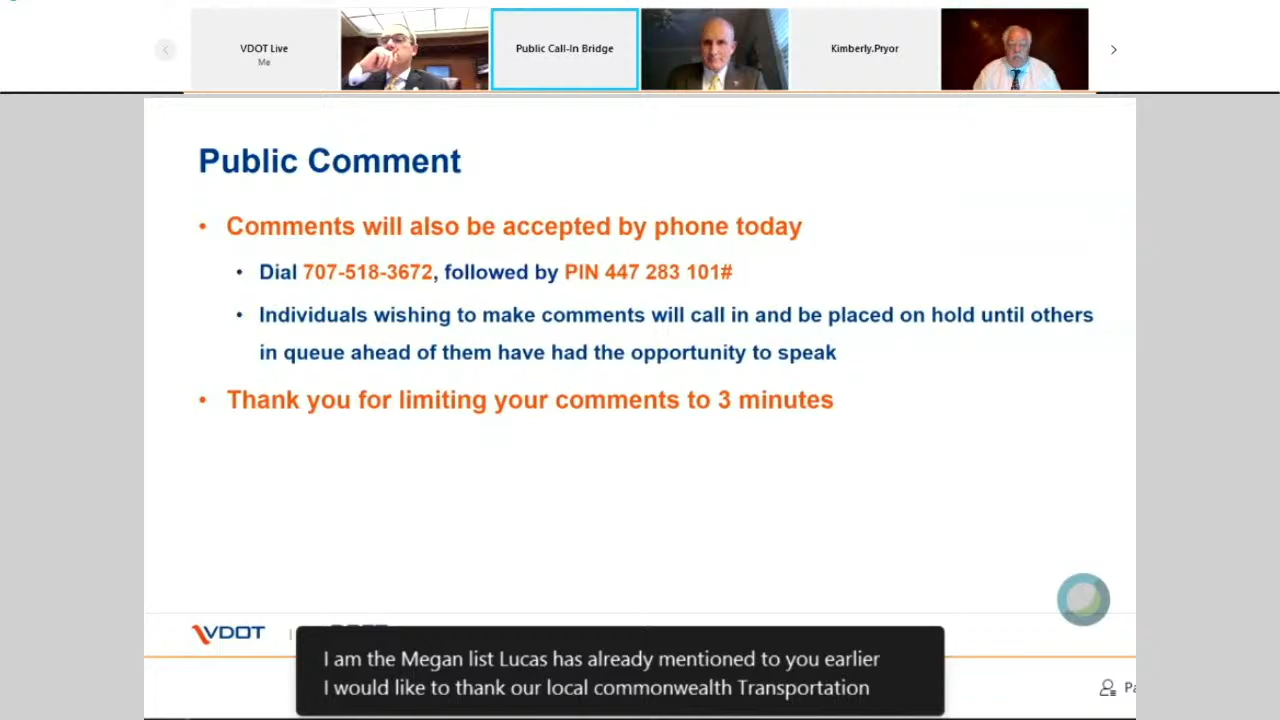 VDOT Live
Me
Public Call-In Bridge
Kimberly.Pryor
Public Comment
• Comments will also be accepted by phone today
• Dial 707-518-3672, followed by PIN 447 283 101#
• Individuals wishing to make comments will call in and be placed on hold until others
in queue ahead of them have had the opportunity to speak
• Thank you for limiting your comments to 3 minutes
VDOT
I am the Megan list Lucas has already mentioned to you earlier
I would like to thank our local commonwealth Transportation